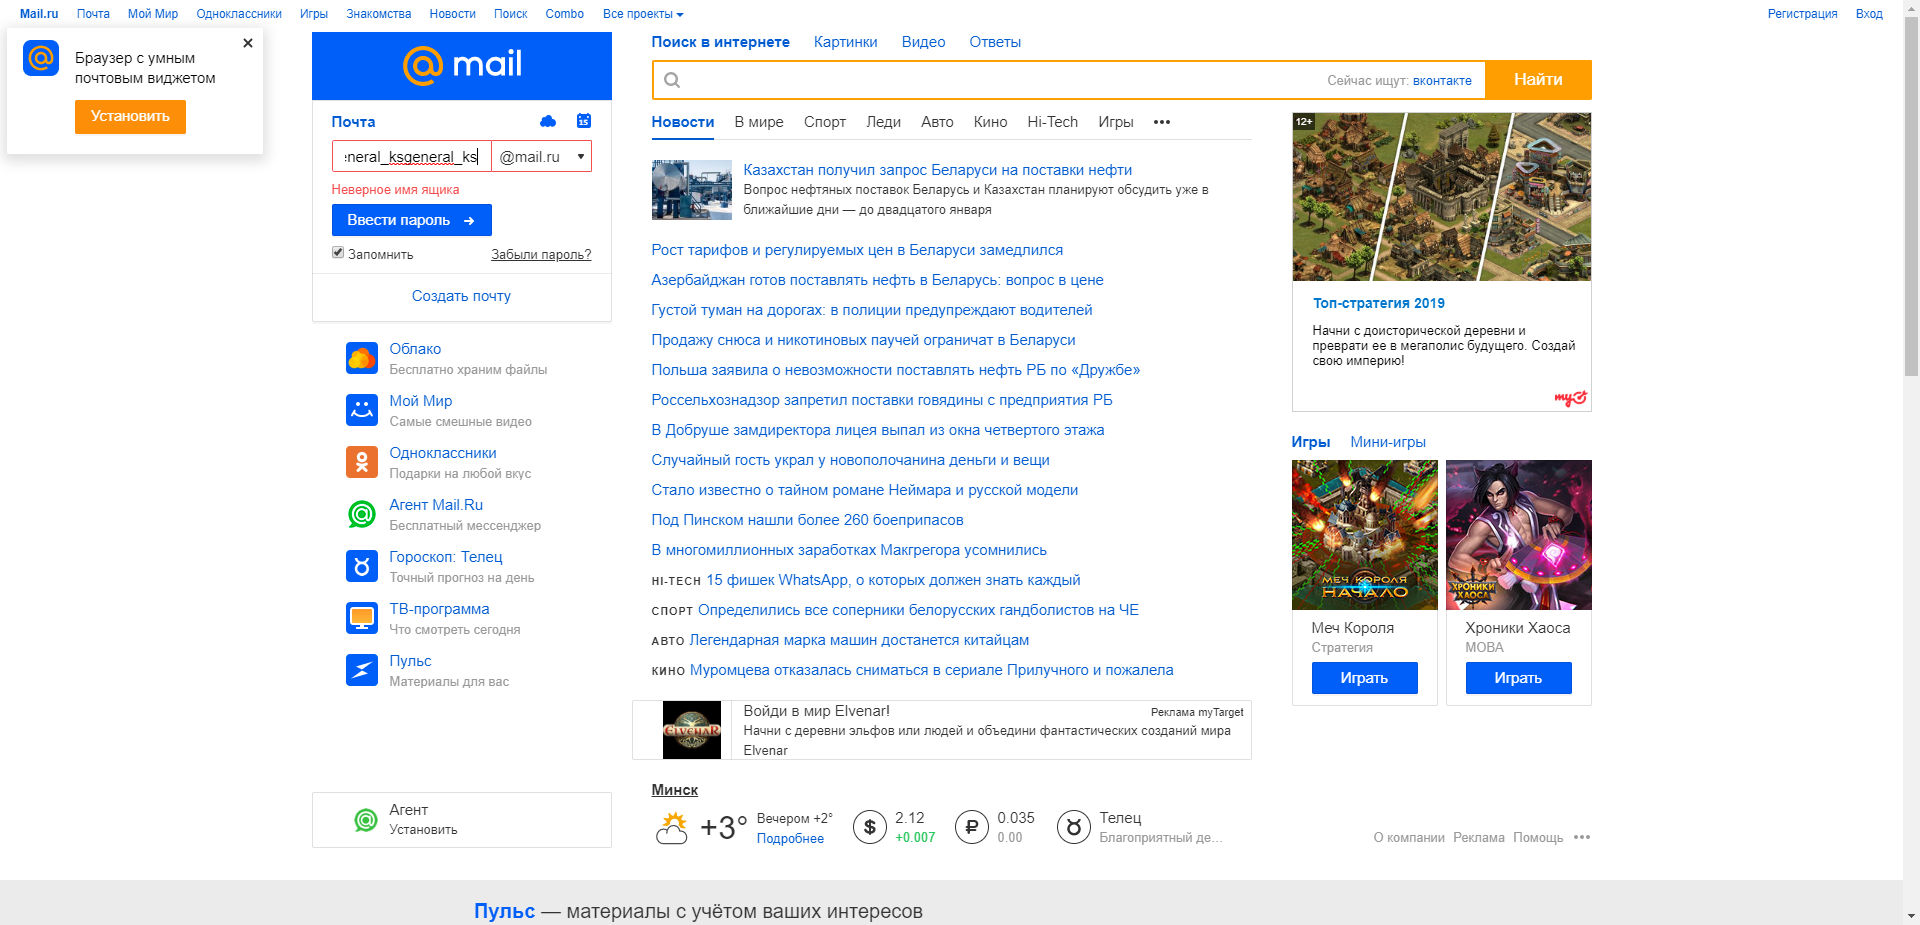 Mail.ru Почта Мой Мир Одноклассники Игры Знакомства Новости Поиск Combo Все проекты Регистрация Вход
Браузер с умным
почтовым виджетом
Установить
mail
Почта
15
eneral_ksgeneral_ks @mail.ru
Неверное имя ящика
Ввести пароль
Запомнить Забыли пароль?
Создать почту
Облако
Бесплатно храним файлы
Мой Мир
Самые смешные видео
Одноклассники
Подарки на любой вкус
Агент Mail.Ru
Бесплатный мессенджер
Гороскоп: Телец
Точный прогноз на день
ТВ-программа
Что смотреть сегодня
Пульс
Материалы для вас
Агент
Установить
Поиск в интернете Картинки Видео Ответы
Сейчас ищут: вконтакте Найти
Новости В мире Спорт Леди Авто Кино Hi-Tech Игры •••
Казахстан получил запрос Беларуси на поставки нефти
Вопрос нефтяных поставок Беларусь и Казахстан планируют обсудить уже в
ближайшие дни — до двадцатого января
Рост тарифов и регулируемых цен в Беларуси замедлился
Азербайджан готов поставлять нефть в Беларусь: вопрос в цене
Густой туман на дорогах: в полиции предупреждают водителей
Продажу снюса и никотиновых паучей ограничат в Беларуси
Польша заявила о невозможности поставлять нефть РБ по «Дружбе»
Россельхознадзор запретил поставки говядины с предприятия РБ
В Добруше замдиректора лицея выпал из окна четвертого этажа
Случайный гость украл у новополочанина деньги и вещи
Стало известно о тайном романе Неймара и русской модели
Под Пинском нашли более 260 боеприпасов
В многомиллионных заработках Макгрегора усомнились
HI-TECH 15 фишек WhatsApp, о которых должен знать каждый
СПОРТ Определились все соперники белорусских гандболистов на ЧЕ
АВТО Легендарная марка машин достанется китайцам
КИНО Муромцева отказалась сниматься в сериале Прилучного и пожалела
ELVENAR
Войди в мир Elvenar! Реклама myTarget
Начни с деревни эльфов или людей и объедини фантастических созданий мира
Elvenar
Минск
+3° Вечером +2° $ 2.12 ₽ 0.035 Телец
Подробнее +0.007 0.00 Благоприятный де...
12+
Топ-стратегия 2019
Начни с доисторической деревни и
преврати ее в мегаполис будущего. Создай
свою империю!
my
Игры Мини-игры
МЕЧ КОРОЛЯ
НАЧАЛО
ХРОНИКИ
ХАОСА
Меч Короля
Стратегия
Играть
Хроники Хаоса
МОВА
Играть
О компании Реклама Помощь •••
Пульс — материалы с учётом ваших интересов